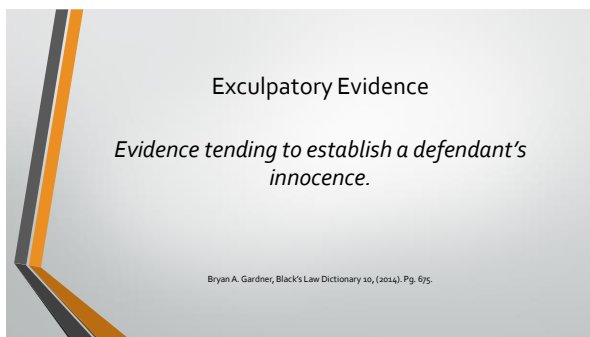 Exculpatory Evidence
Evidence tending to establish a defendant's
innocence.
Bryan A. Gardner, Black's Law Dictionary 10, (2014). Pg. 675.